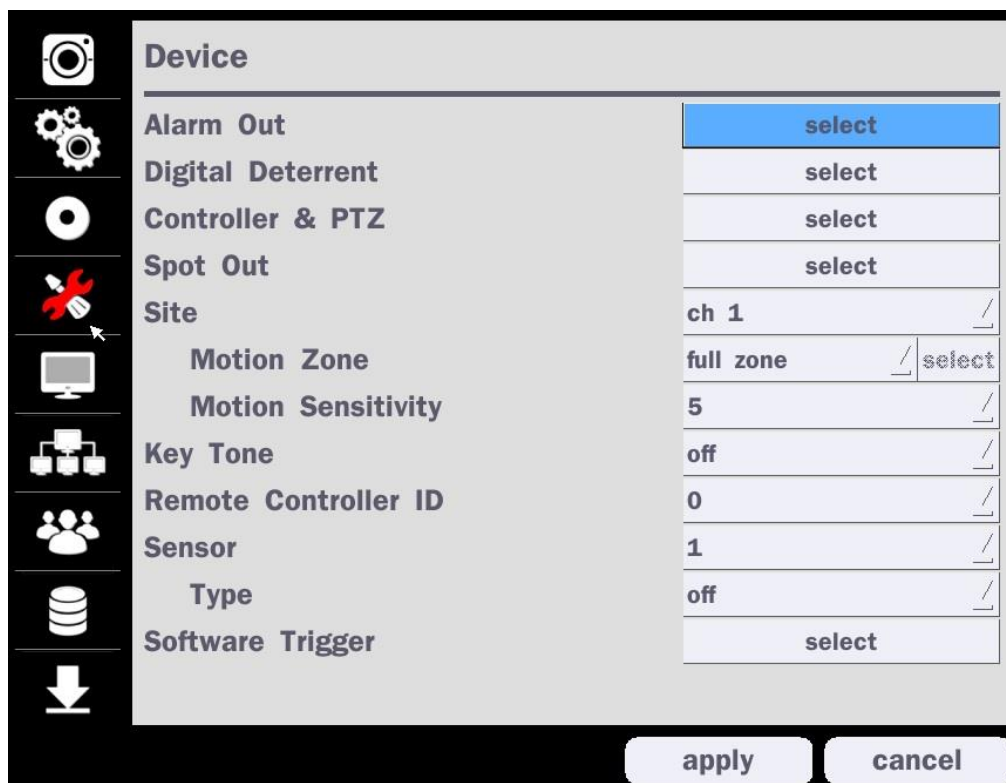 Device
Alarm Out select
Digital Deterrent select
Controller & PTZ select
Spot Out select
Site ch 1
Motion Zone full zone select
Motion Sensitivity 5
Key Tone off
Remote Controller ID 0
Sensor 1
Type off
Software Trigger select
apply cancel